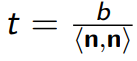 t = b / ⟨n,n⟩